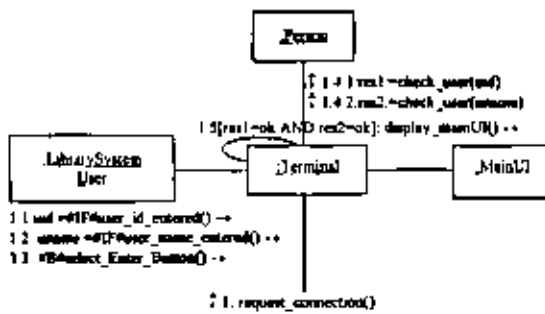 :Person
1.4.1 res1:=check_user(uid)
1.4.2 res2:=check_user(uname)
1.5[res1=ok AND res2=ok]: display_mainUI()
:LibrarySystem
User
:Terminal
:MainUI
1.1 uid =#IF#user_id_entered()
1.2 uname =#IF#user_name_entered()
1.3 #B#select_Enter_Button()
1. request_connection()